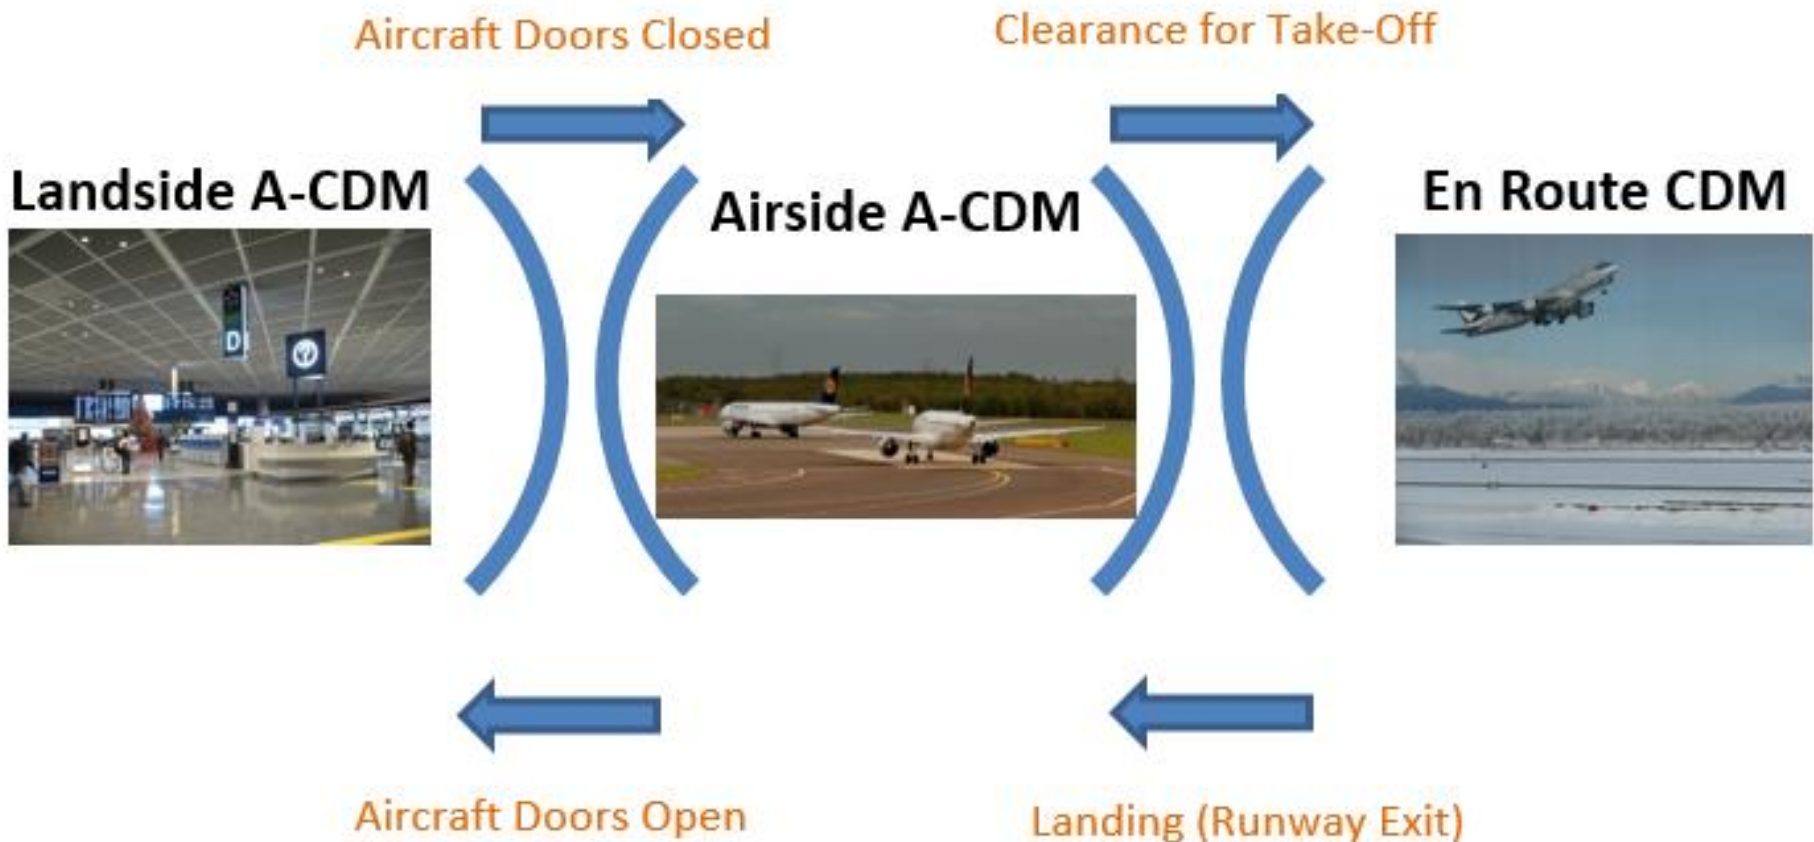 Aircraft Doors Closed
Clearance for Take-Off
Landside A-CDM
Airside A-CDM
En Route CDM
D
Aircraft Doors Open
Landing (Runway Exit)